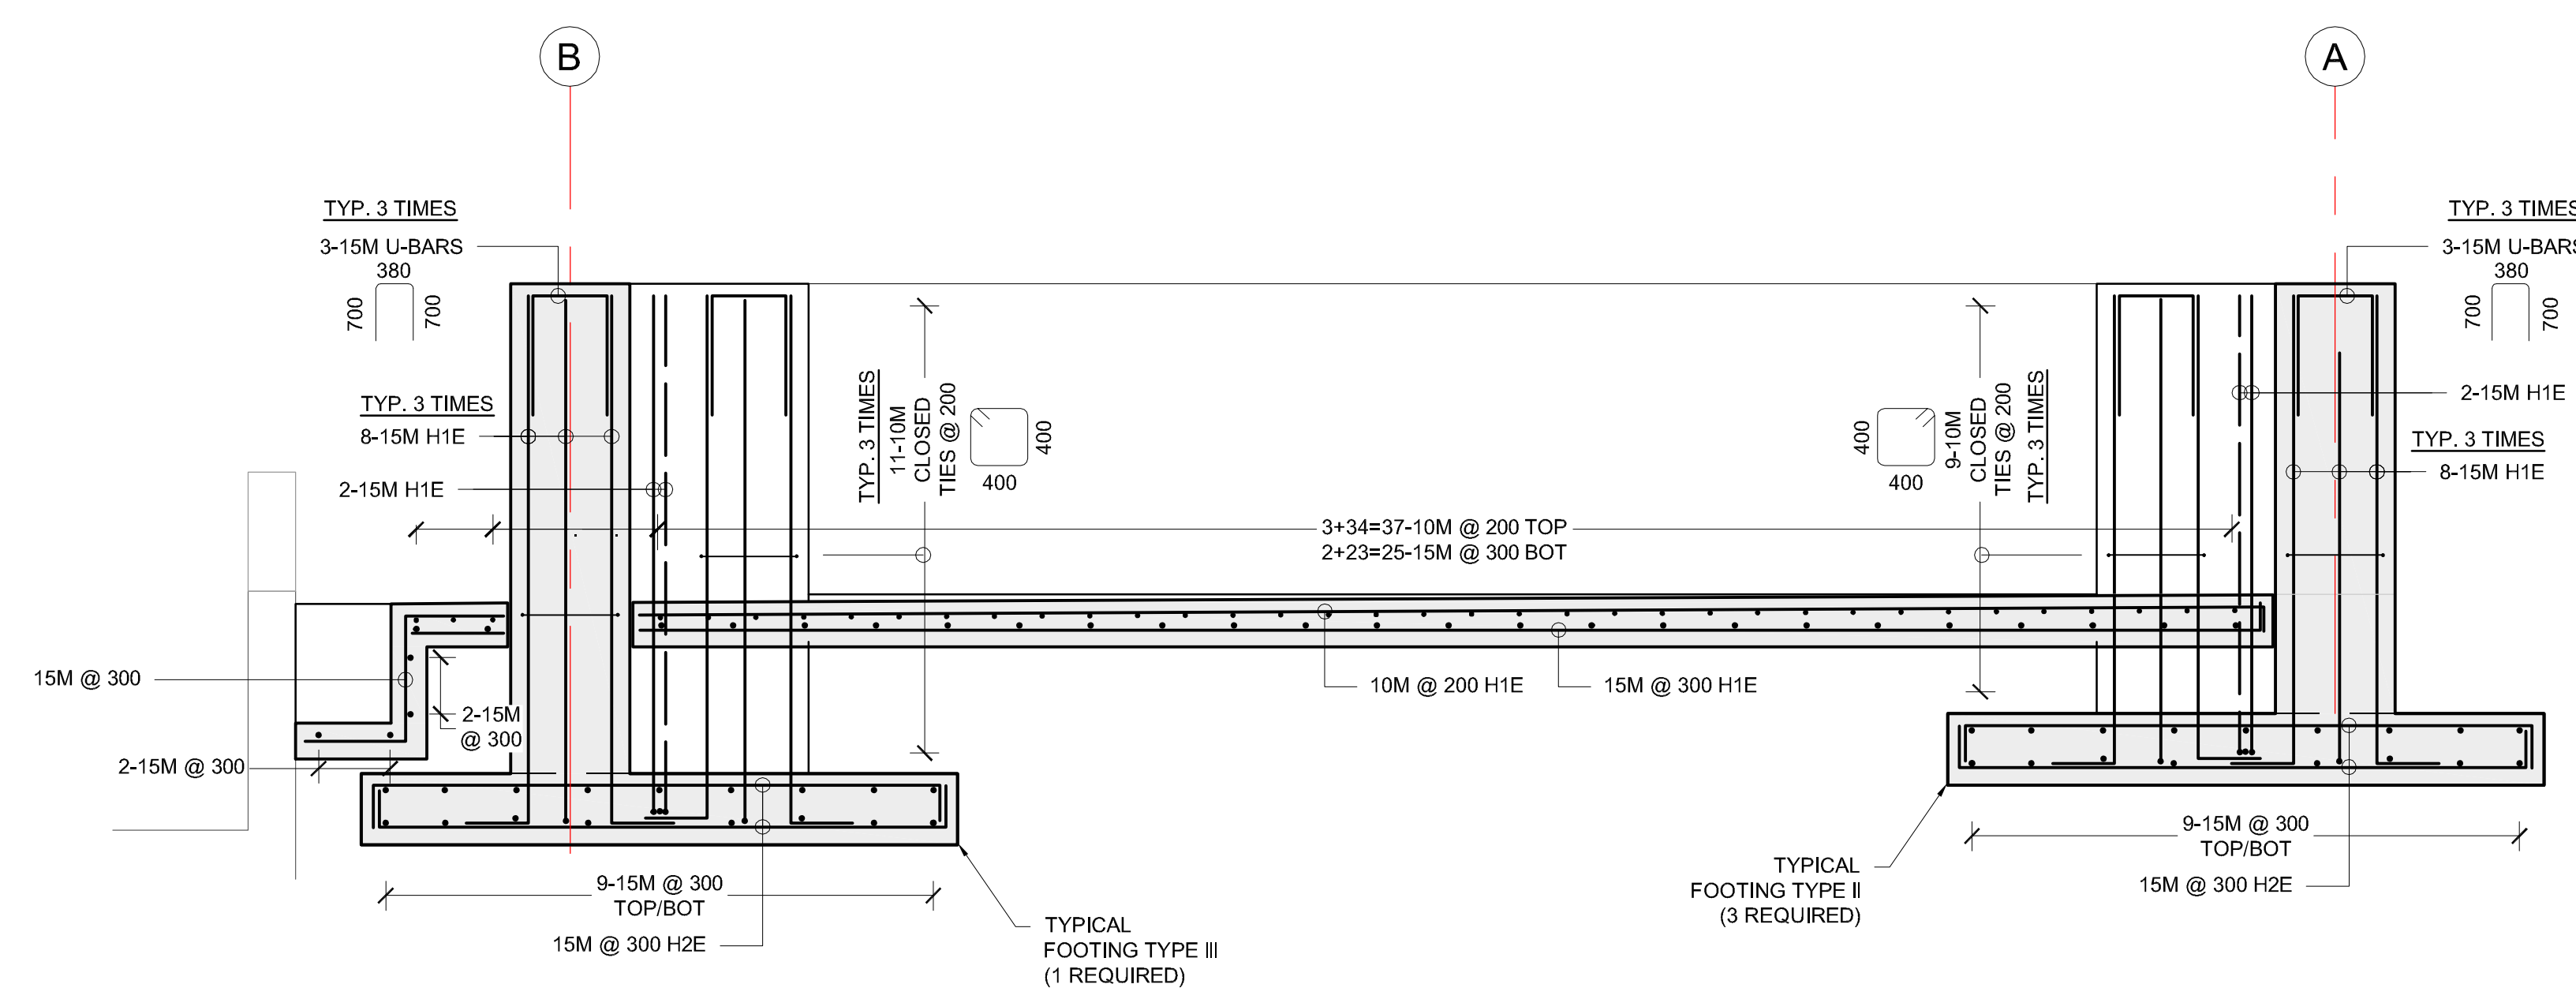 B
A
TYP. 3 TIMES
3-15M U-BARS
380
700
700
TYP. 3 TIMES
8-15M H1E
2-15M H1E
TYP. 3 TIMES
11-10M
CLOSED
TIES @ 200
400
400
3+34=37-10M @ 200 TOP
2+23=25-15M @ 300 BOT
400
400
9-10M
CLOSED
TIES @ 200
TYP. 3 TIMES
TYP. 3 TIMES
3-15M U-BARS
380
700
700
2-15M H1E
TYP. 3 TIMES
8-15M H1E
15M @ 300
2-15M
@ 300
2-15M @ 300
10M @ 200 H1E
15M @ 300 H1E
9-15M @ 300
TOP/BOT
15M @ 300 H2E
TYPICAL
FOOTING TYPE III
(1 REQUIRED)
TYPICAL
FOOTING TYPE II
(3 REQUIRED)
9-15M @ 300
TOP/BOT
15M @ 300 H2E